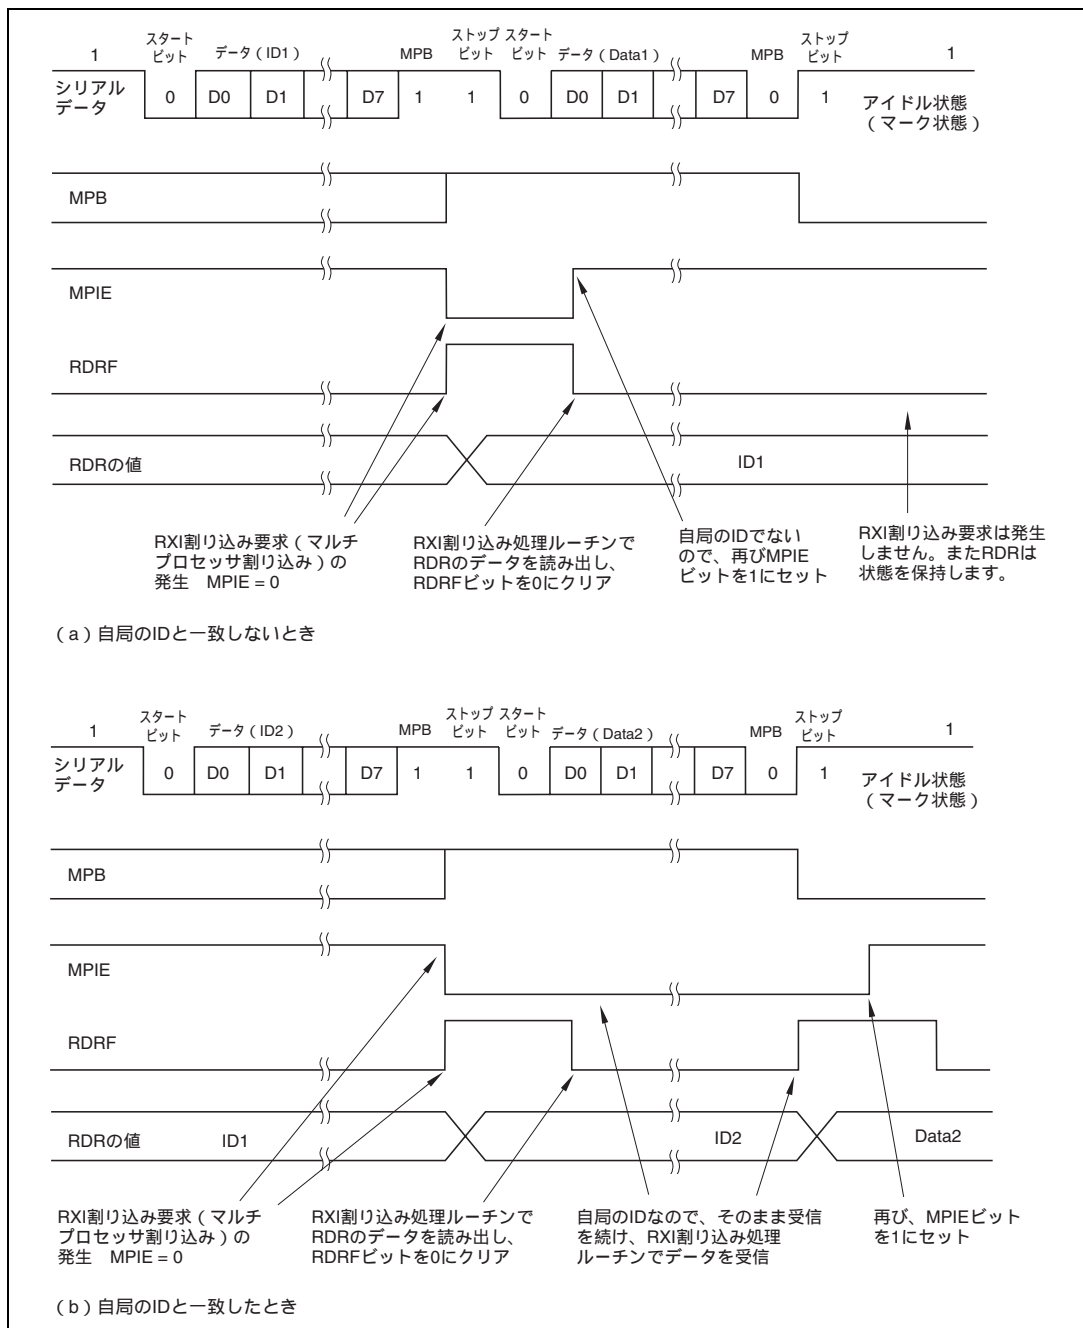 スタート
ビット
データ(ID1)
MPB
ストップ
ビット
スタート
ビット
データ(Data1)
MPB
ストップ
ビット
1
1
シリアル
データ
0 D0 D1 D7 1 1 0 D0 D1 D7 0 1
アイドル状態
(マーク状態)
MPB
MPIE
RDRF
RDRの値
ID1
RXI割り込み要求(マルチ
プロセッサ割り込み)の
発生 MPIE = 0
RXI割り込み処理ルーチンで
RDRのデータを読み出し、
RDRFビットを0にクリア
自局のIDでない
ので、再びMPIE
ビットを1にセット
RXI割り込み要求は発生
しません。またRDRは
状態を保持します。
(a)自局のIDと一致しないとき
スタート
ビット
データ(ID2)
MPB
ストップ
ビット
スタート
ビット
データ(Data2)
MPB
ストップ
ビット
1
1
シリアル
データ
0 D0 D1 D7 1 1 0 D0 D1 D7 0 1
アイドル状態
(マーク状態)
MPB
MPIE
RDRF
RDRの値
ID1
ID2
Data2
RXI割り込み要求(マルチ
プロセッサ割り込み)の
発生 MPIE = 0
RXI割り込み処理ルーチンで
RDRのデータを読み出し、
RDRFビットを0にクリア
自局のIDなので、そのまま受信
を続け、RXI割り込み処理
ルーチンでデータを受信
再び、MPIEビット
を1にセット
(b)自局のIDと一致したとき